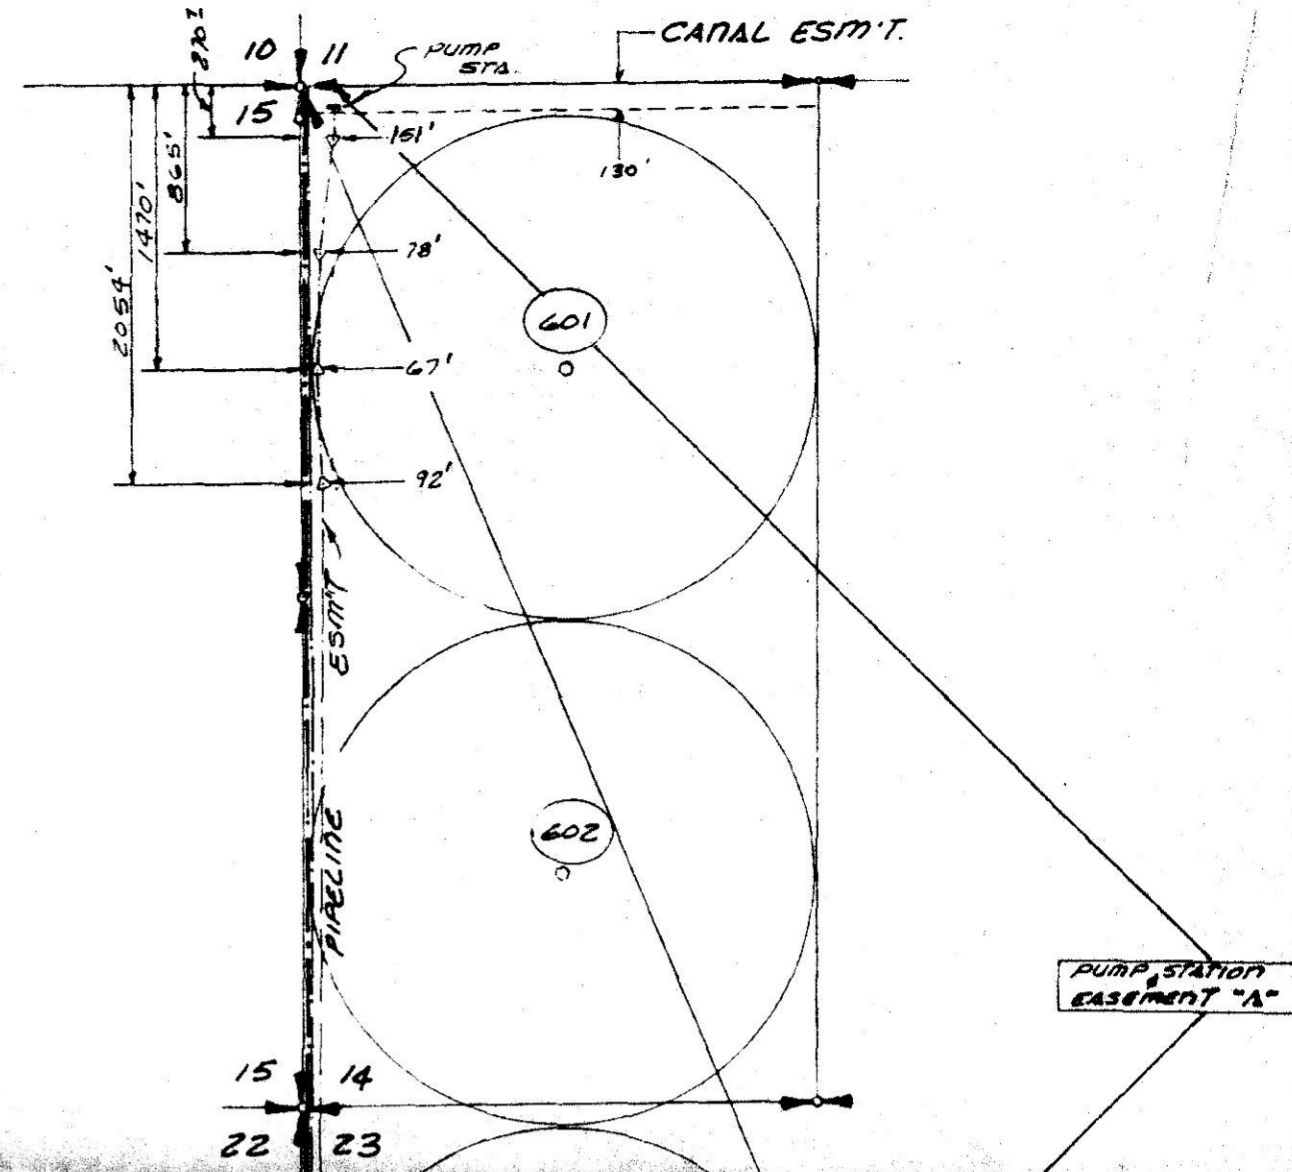 CANAL ESM'T.
10 11
PUMP
STA.
15
151'
130'
865'
1470'
2054'
78'
601
67'
92'
PIPELINE ESM'T
602
PUMP STATION
&
EASEMENT "A"
15 14
22 23